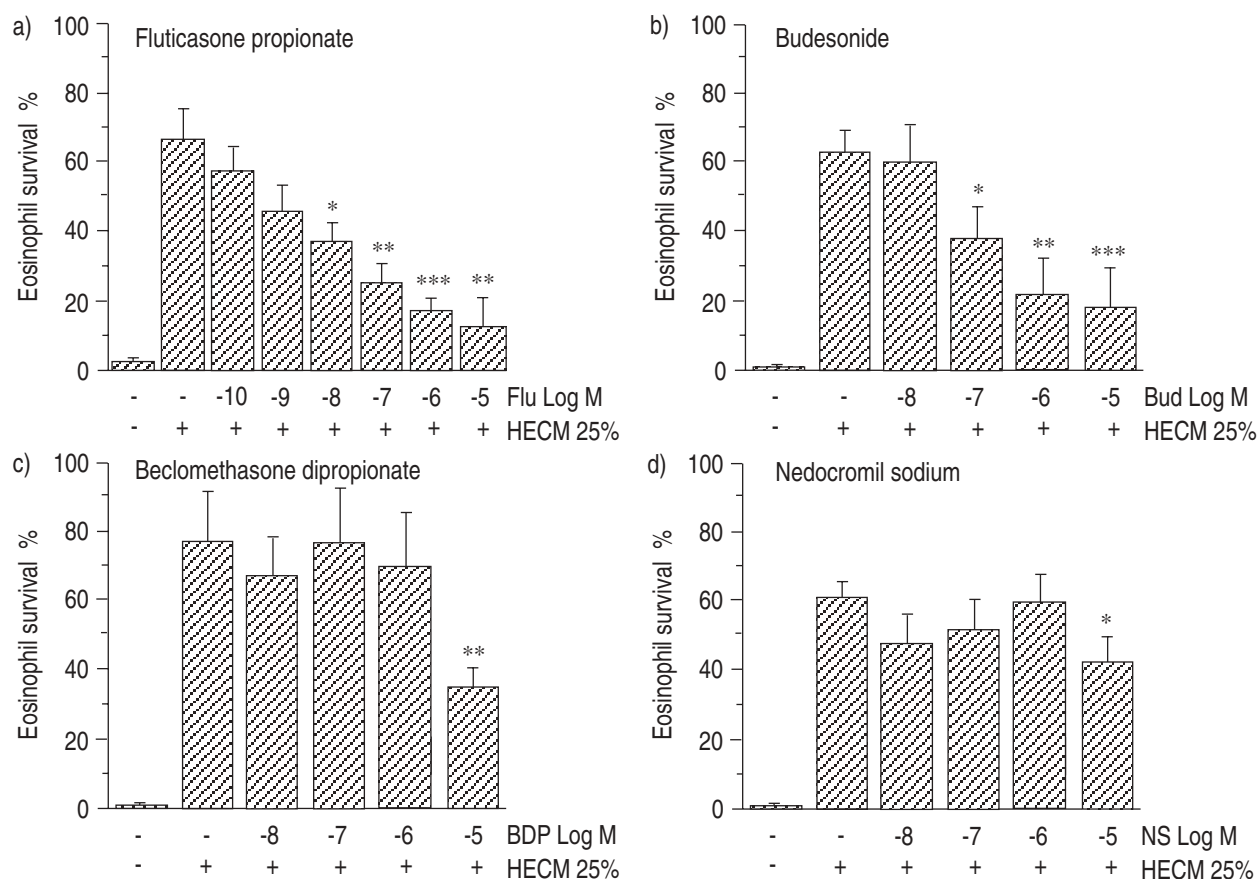 a)
Fluticasone propionate
Eosinophil survival %
100
80
60
40
20
0
*
**
***
**
- - -10 -9 -8 -7 -6 -5 Flu Log M
- + + + + + + + HECM 25%
b)
Budesonide
Eosinophil survival %
100
80
60
40
20
0
*
**
***
- - -8 -7 -6 -5 Bud Log M
- + + + + + HECM 25%
c)
Beclomethasone dipropionate
Eosinophil survival %
100
80
60
40
20
0
**
- - -8 -7 -6 -5 BDP Log M
- + + + + + HECM 25%
d)
Nedocromil sodium
Eosinophil survival %
100
80
60
40
20
0
*
- - -8 -7 -6 -5 NS Log M
- + + + + + HECM 25%